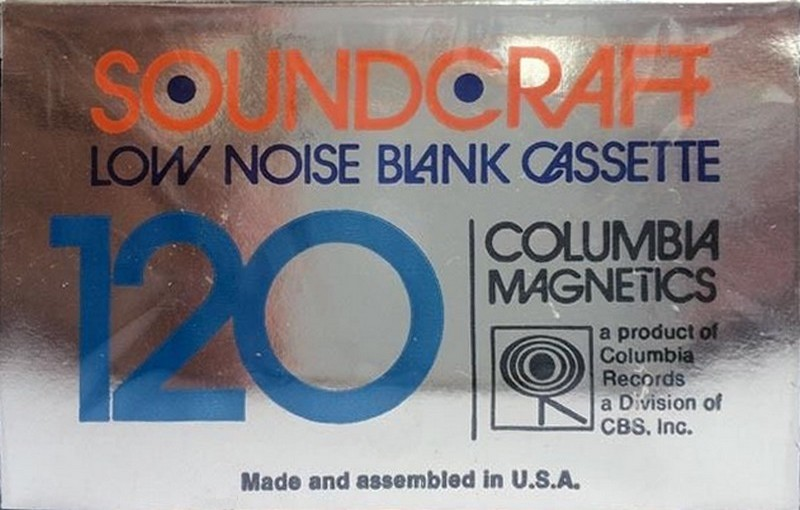 SOUNDCRAFT
LOW NOISE BLANK CASSETTE
120
COLUMBIA
MAGNETICS
a product of
Columbia
Records
a Division of
CBS, Inc.
Made and assembled in U.S.A.